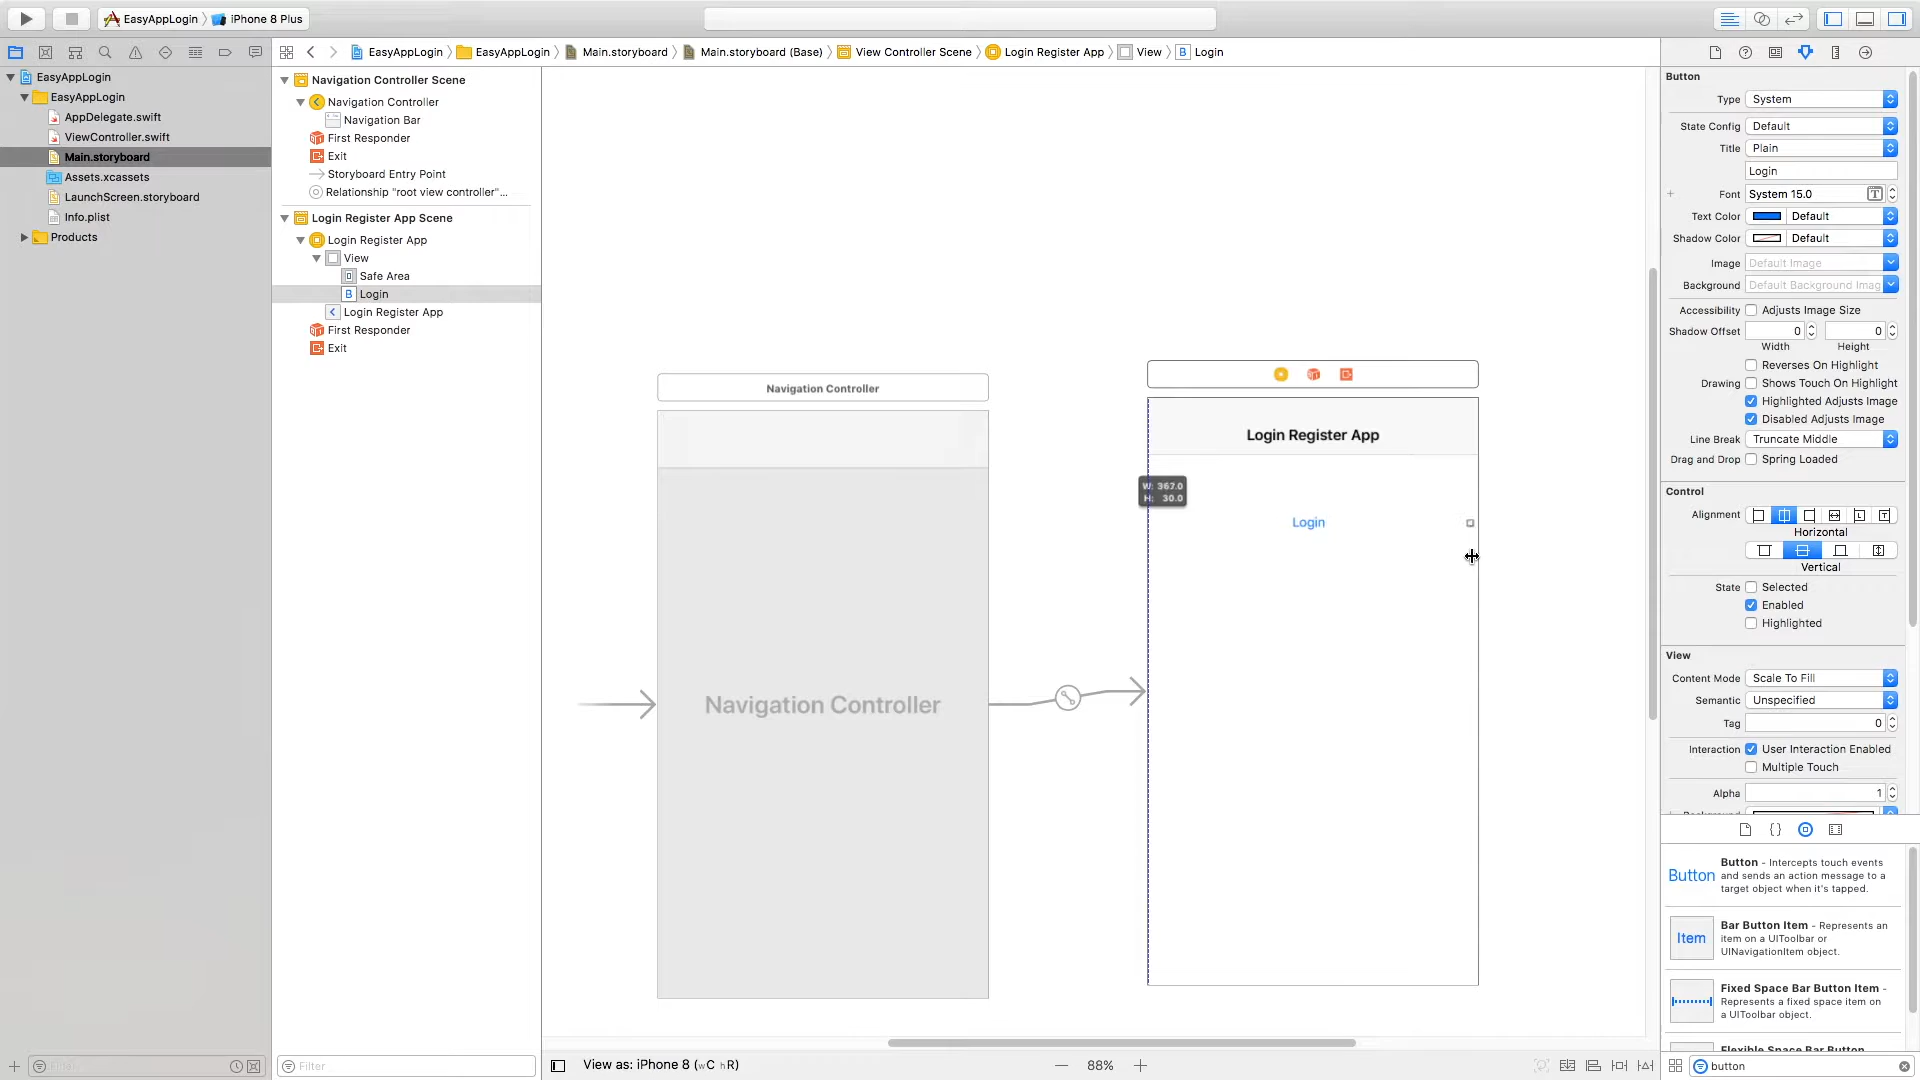 EasyAppLogin
iPhone 8 Plus
EasyAppLogin
EasyAppLogin
Main.storyboard
Main.storyboard (Base)
View Controller Scene
Login Register App
View
B
Login
EasyAppLogin
EasyAppLogin
AppDelegate.swift
ViewController.swift
Main.storyboard
Assets.xcassets
LaunchScreen.storyboard
Info.plist
Products
Navigation Controller Scene
Navigation Controller
Navigation Bar
First Responder
Exit
Storyboard Entry Point
Relationship "root view controller"...
Login Register App Scene
Login Register App
View
Safe Area
B Login
Login Register App
First Responder
Exit
Navigation Controller
Navigation Controller
Login Register App
W: 367.0
H: 30.0
Login
Button
Type System
State Config Default
Title Plain
Login
Font System 15.0
Text Color Default
Shadow Color Default
Image Default Image
Background Default Background Imag
Accessibility Adjusts Image Size
Shadow Offset 0 0
Width Height
Reverses On Highlight
Drawing Shows Touch On Highlight
Highlighted Adjusts Image
Disabled Adjusts Image
Line Break Truncate Middle
Drag and Drop Spring Loaded
Control
Alignment
Horizontal
Vertical
State Selected
Enabled
Highlighted
View
Content Mode Scale To Fill
Semantic Unspecified
Tag 0
Interaction User Interaction Enabled
Multiple Touch
Alpha 1
Button
Button - Intercepts touch events
and sends an action message to a
target object when it's tapped.
Item
Bar Button Item - Represents an
item on a UIToolbar or
UINavigationItem object.
Fixed Space Bar Button Item -
Represents a fixed space item on
a UIToolbar object.
Flexible Space Bar Button
Filter
View as: iPhone 8 (wC hR)
88%
button